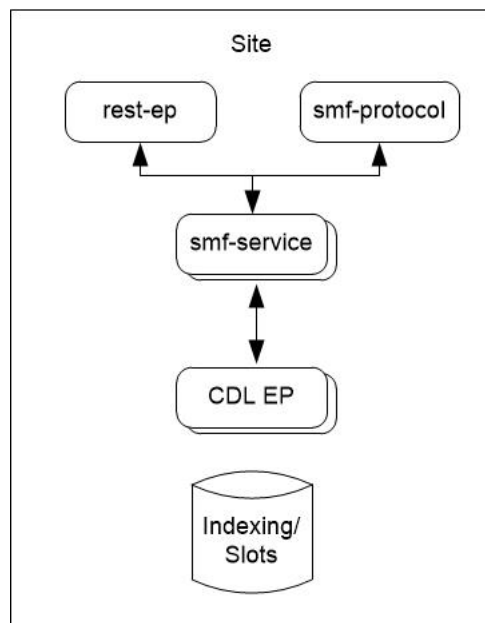 Site
rest-ep
smf-protocol
smf-service
CDL EP
Indexing/
Slots